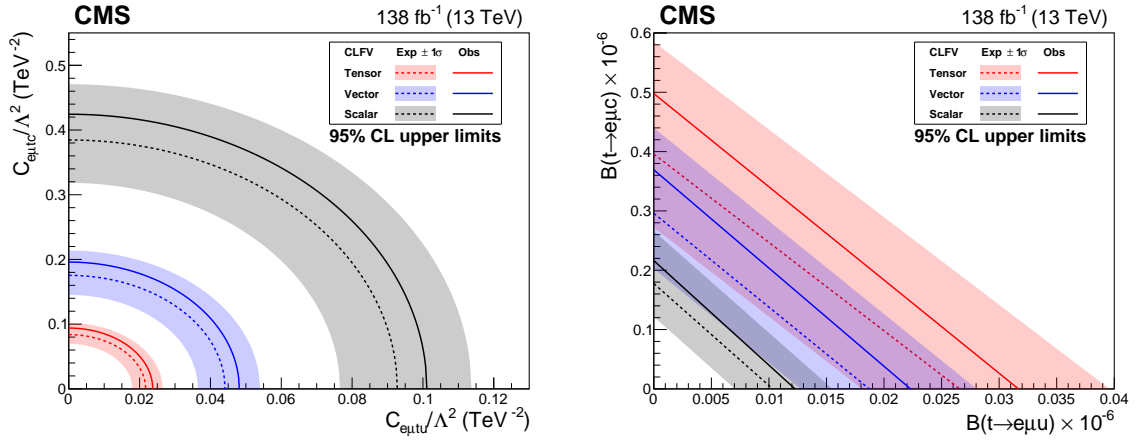 CMS
138 fb⁻¹ (13 TeV)
CLFV Exp ± 1σ Obs
Tensor
Vector
Scalar
95% CL upper limits
C_eμtc/Λ² (TeV⁻²)
0.5
0.4
0.3
0.2
0.1
0
0 0.02 0.04 0.06 0.08 0.1 0.12
C_eμtu/Λ² (TeV⁻²)
CMS
138 fb⁻¹ (13 TeV)
CLFV Exp ± 1σ Obs
Tensor
Vector
Scalar
95% CL upper limits
B(t→eμc) × 10⁻⁶
0.6
0.5
0.4
0.3
0.2
0.1
0
0 0.005 0.01 0.015 0.02 0.025 0.03 0.035 0.04
B(t→eμu) × 10⁻⁶